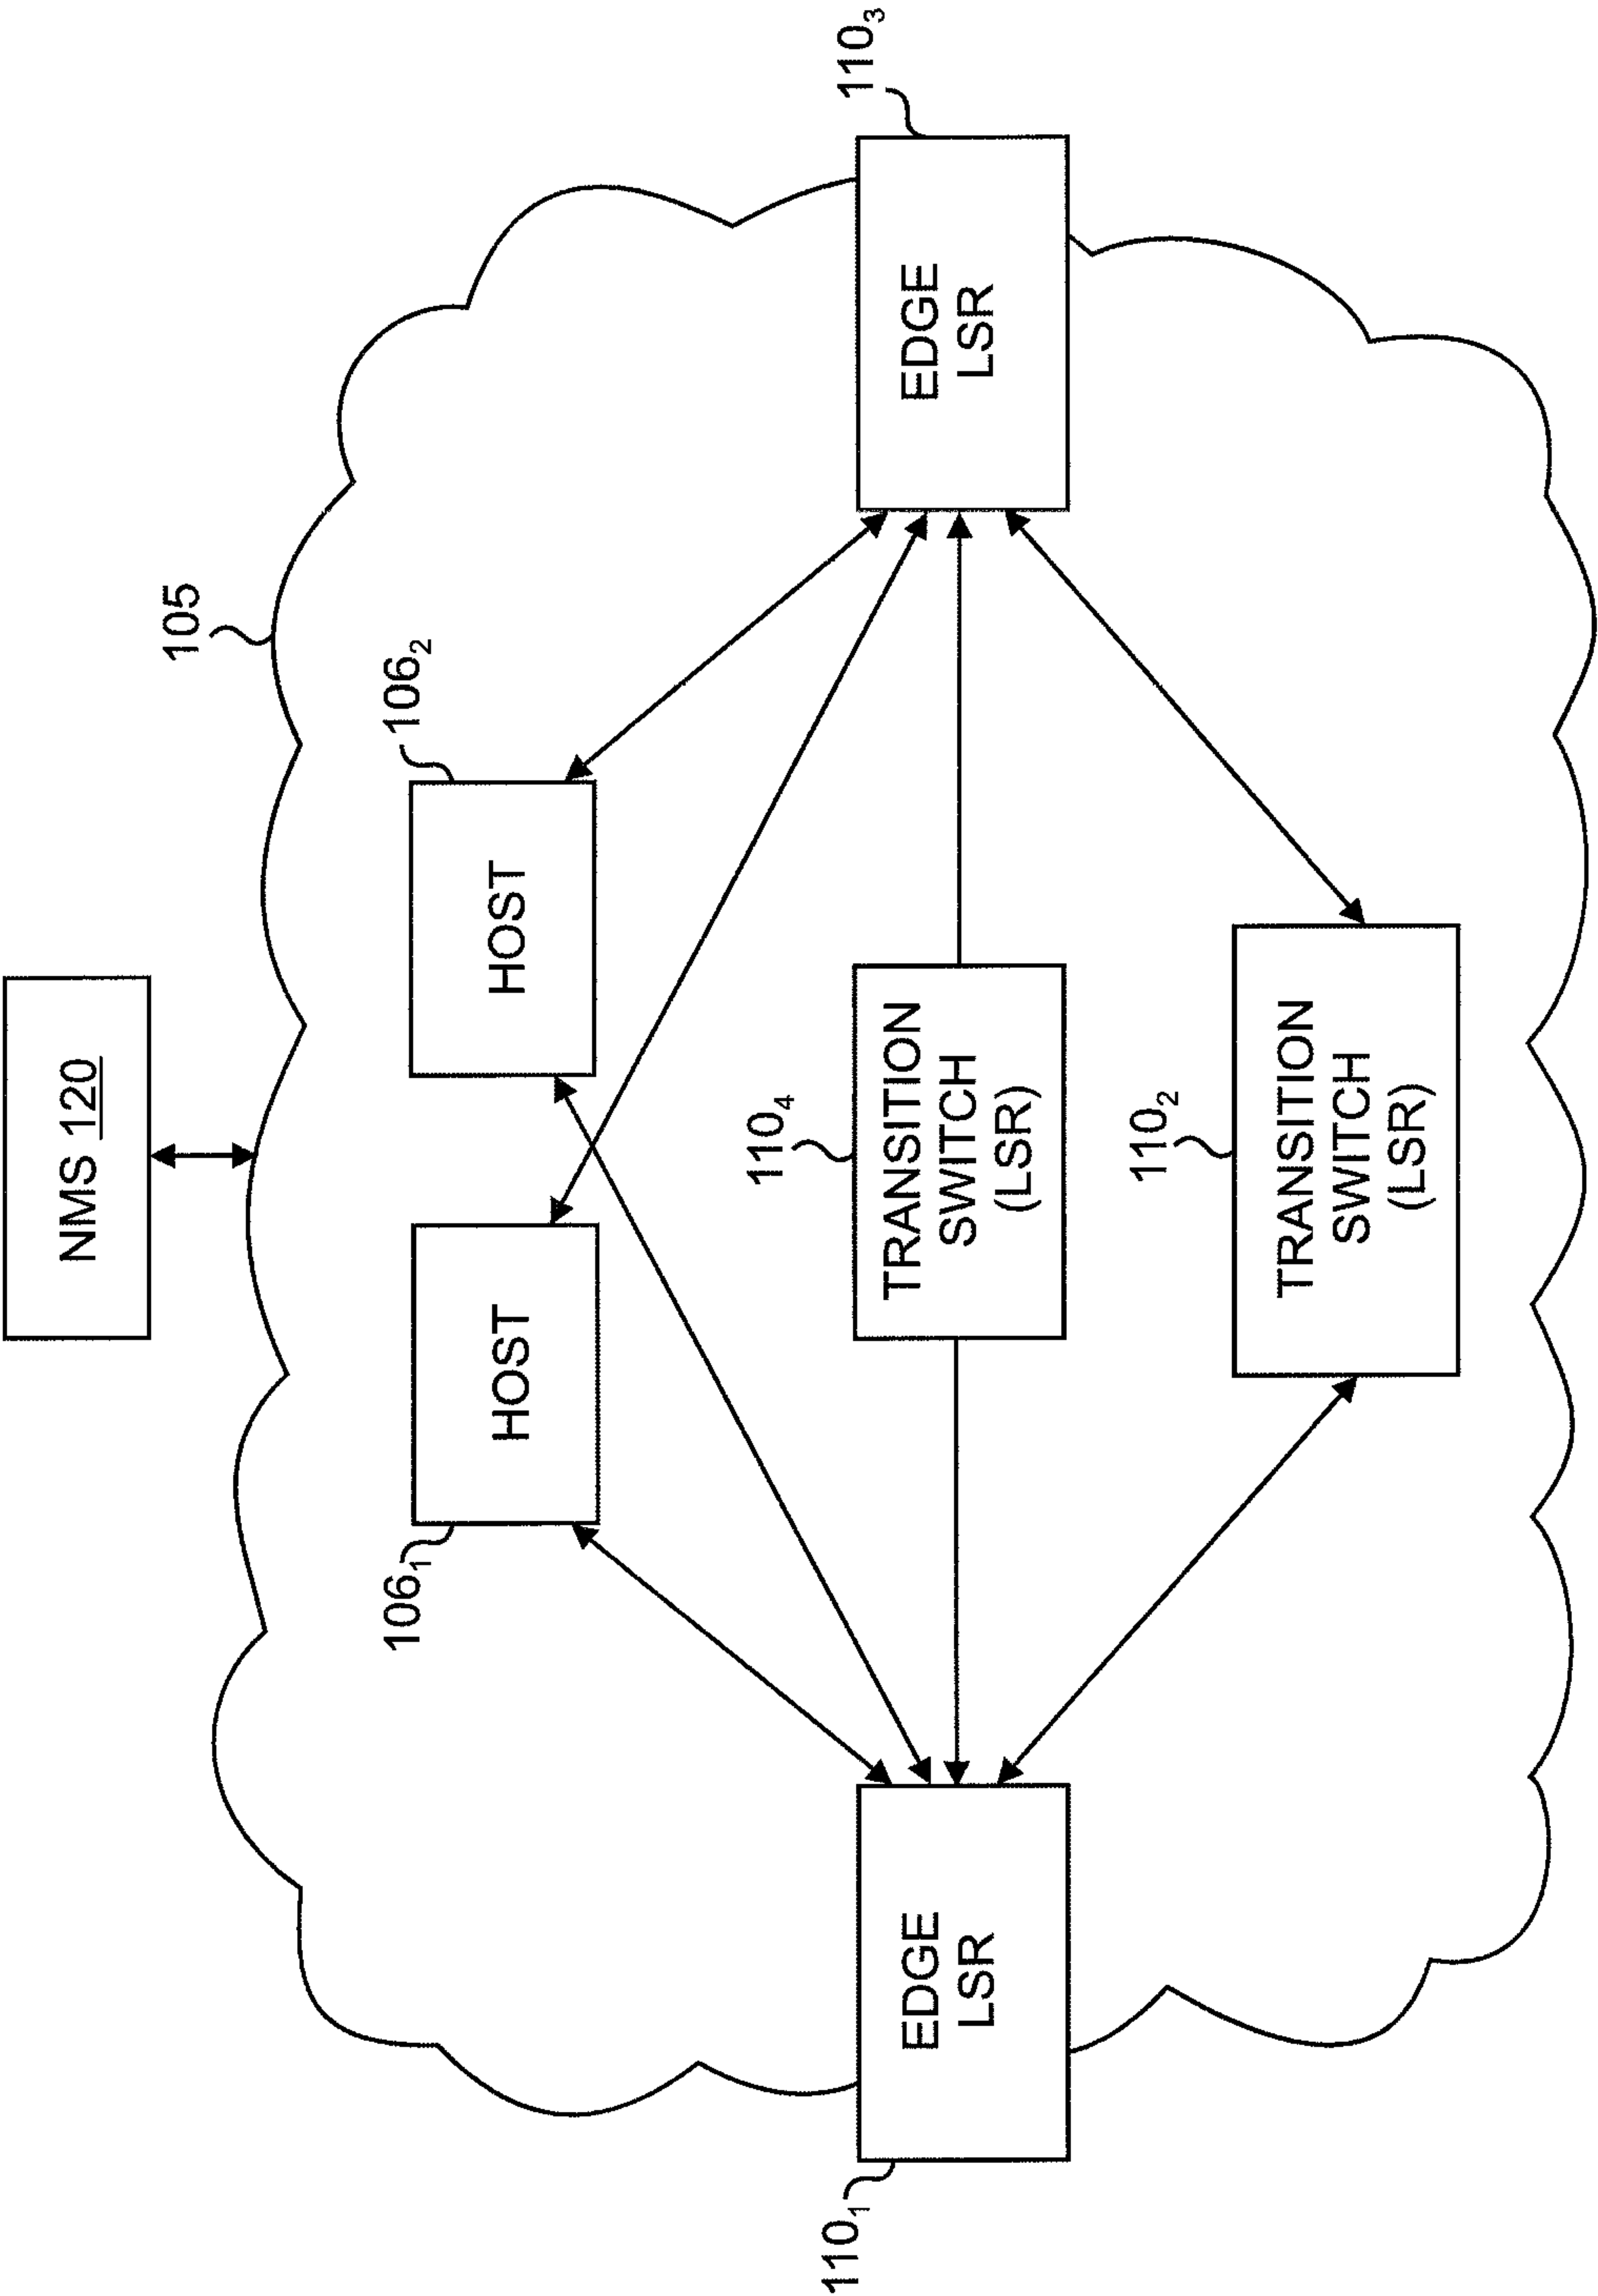 NMS 120
105
106₁
HOST
106₂
HOST
110₄
TRANSITION
SWITCH
(LSR)
110₁
EDGE
LSR
110₃
EDGE
LSR
110₂
TRANSITION
SWITCH
(LSR)